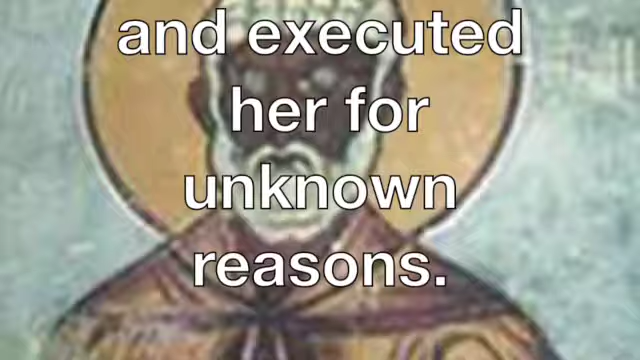 and executed
her for
unknown
reasons.